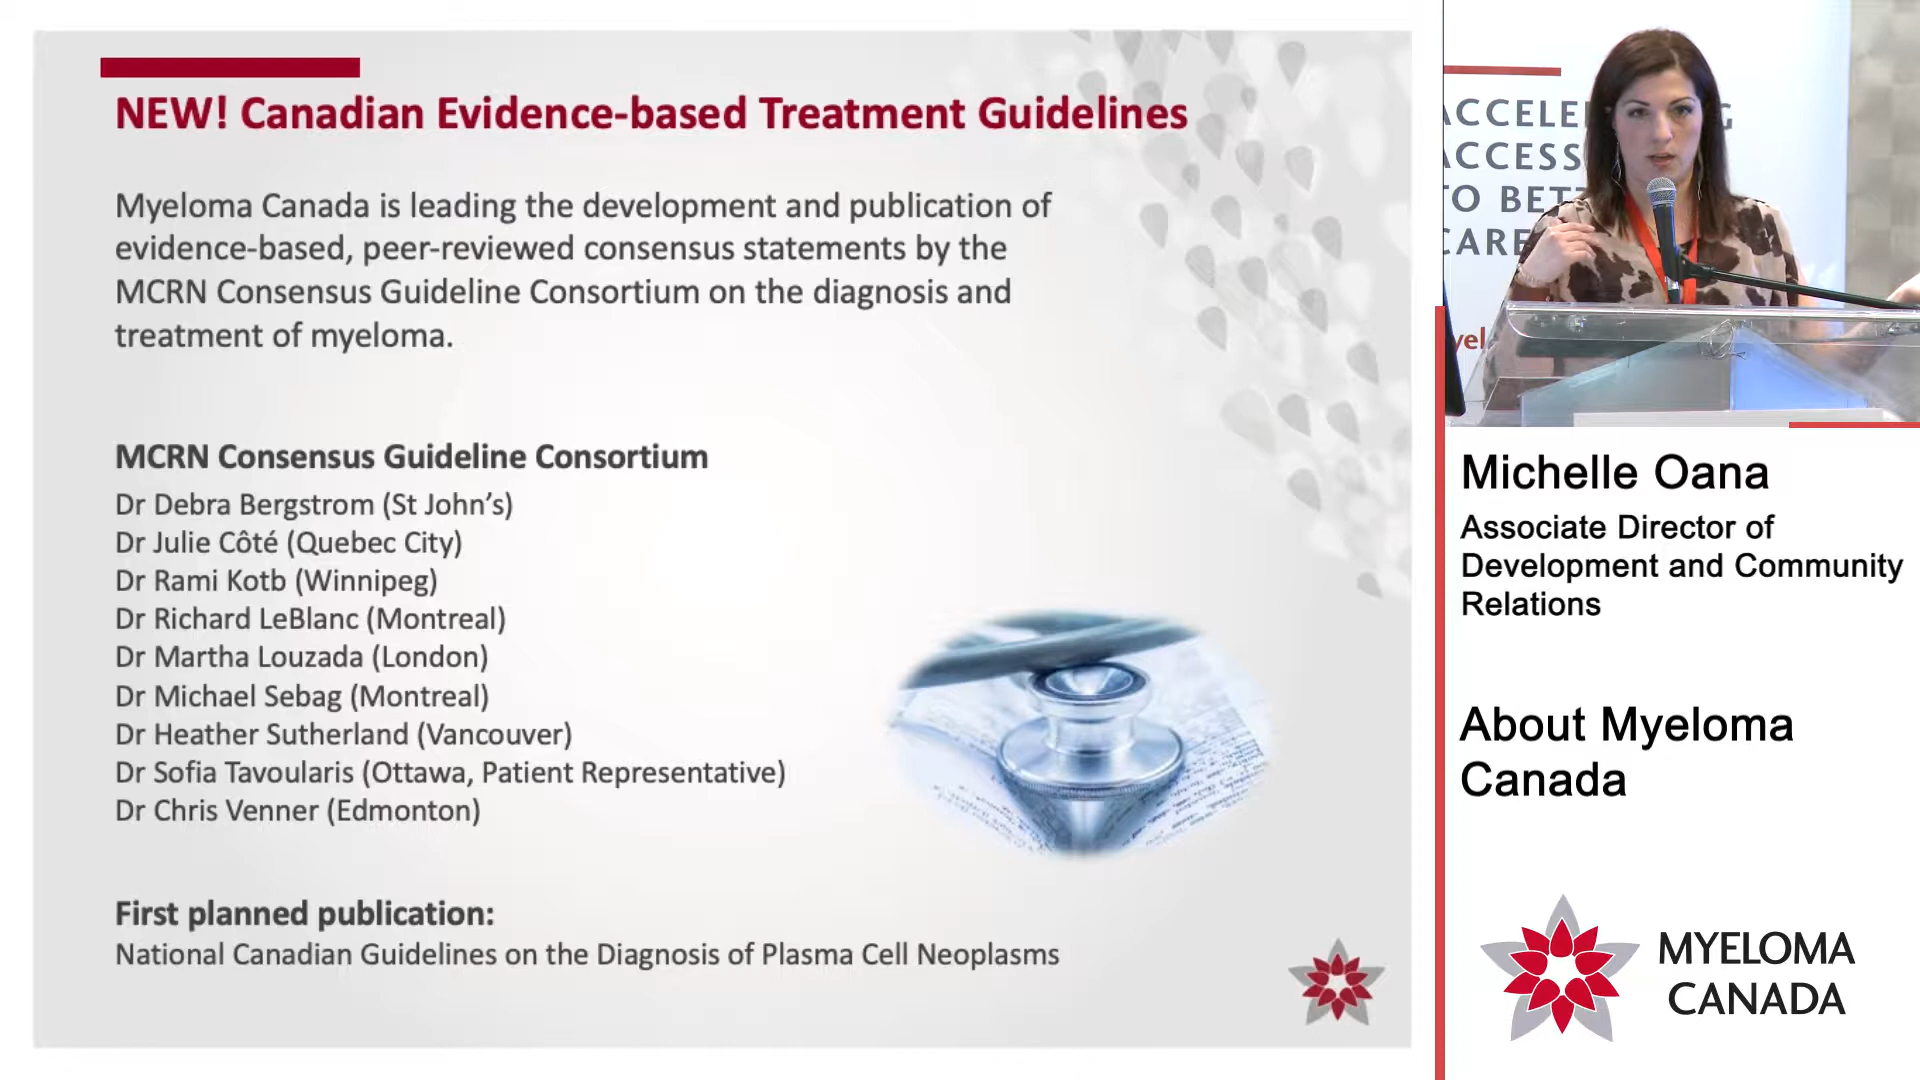 NEW! Canadian Evidence-based Treatment Guidelines
Myeloma Canada is leading the development and publication of
evidence-based, peer-reviewed consensus statements by the
MCRN Consensus Guideline Consortium on the diagnosis and
treatment of myeloma.
MCRN Consensus Guideline Consortium
Dr Debra Bergstrom (St John’s)
Dr Julie Côté (Quebec City)
Dr Rami Kotb (Winnipeg)
Dr Richard LeBlanc (Montreal)
Dr Martha Louzada (London)
Dr Michael Sebag (Montreal)
Dr Heather Sutherland (Vancouver)
Dr Sofia Tavoularis (Ottawa, Patient Representative)
Dr Chris Venner (Edmonton)
First planned publication:
National Canadian Guidelines on the Diagnosis of Plasma Cell Neoplasms
ACCESS
TO
CARE
Michelle Oana
Associate Director of
Development and Community
Relations
About Myeloma
Canada
MYELOMA
CANADA